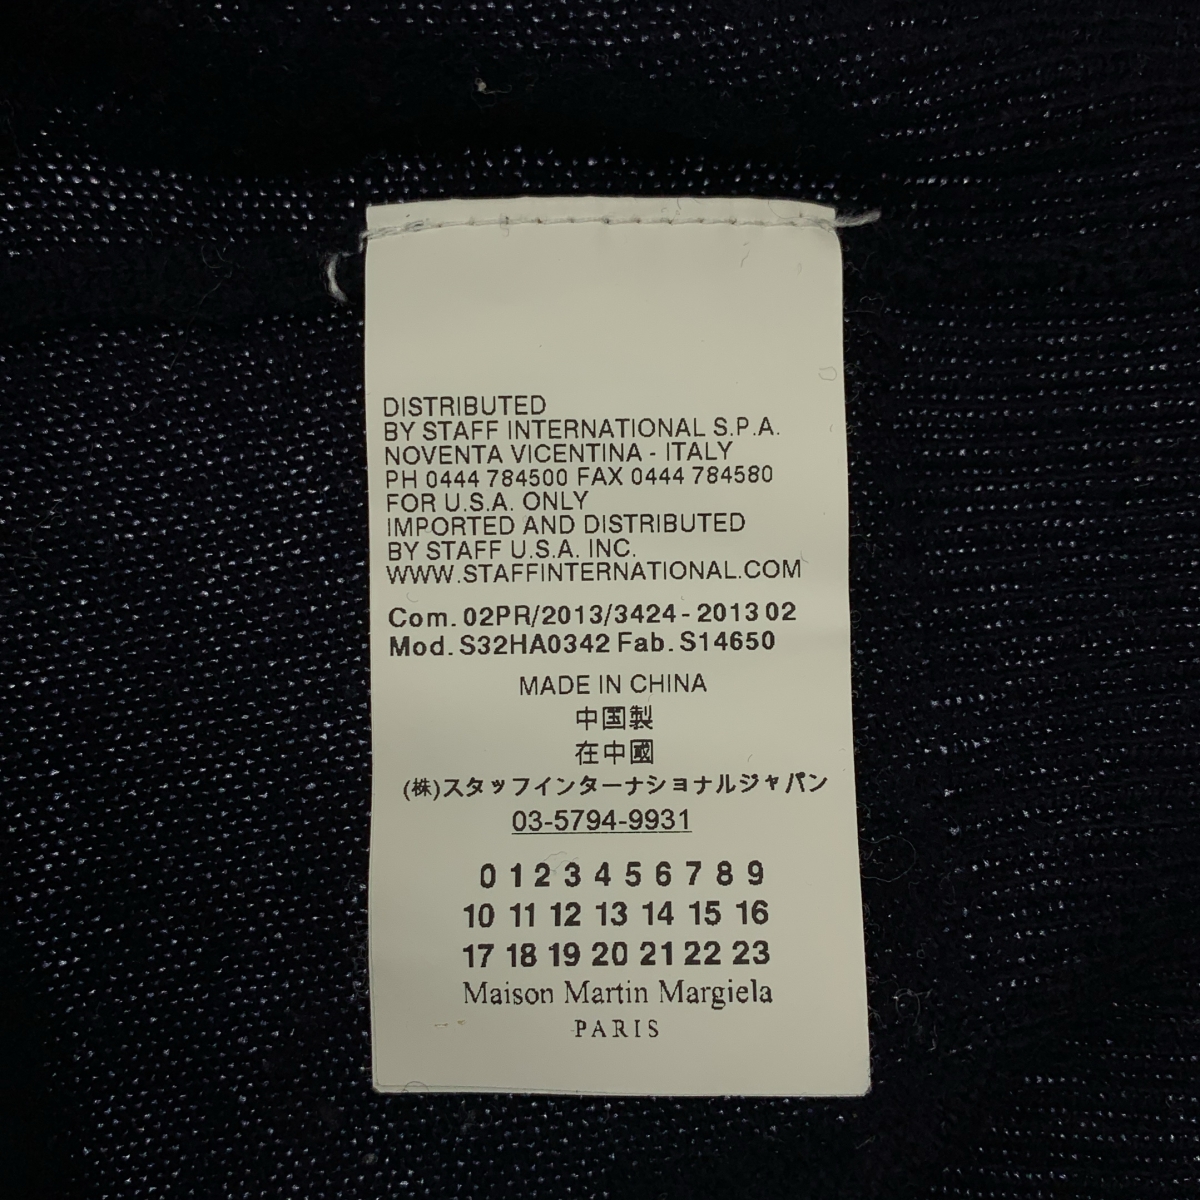 DISTRIBUTED
BY STAFF INTERNATIONAL S.P.A.
NOVENTA VICENTINA - ITALY
PH 0444 784500 FAX 0444 784580
FOR U.S.A. ONLY
IMPORTED AND DISTRIBUTED
BY STAFF U.S.A. INC.
WWW.STAFFINTERNATIONAL.COM
Com. 02PR/2013/3424 - 2013 02
Mod. S32HA0342 Fab. S14650
MADE IN CHINA
中国製
在中國
(株)スタッフインターナショナルジャパン
03-5794-9931
0 1 2 3 4 5 6 7 8 9
10 11 12 13 14 15 16
17 18 19 20 21 22 23
Maison Martin Margiela
PARIS